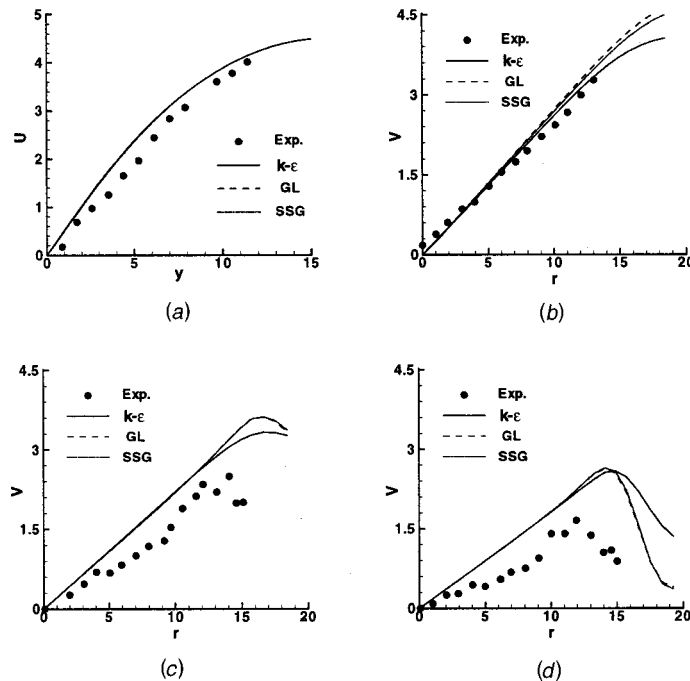 5
4
3
2
1
0
U
0
5
10
15
y
Exp.
k-ε
GL
SSG
(a)
4.5
3
1.5
0
V
0
5
10
15
20
r
Exp.
k-ε
GL
SSG
(b)
4.5
3
1.5
0
V
0
5
10
15
20
r
Exp.
k-ε
GL
SSG
(c)
4.5
3
1.5
0
V
0
5
10
15
20
r
Exp.
k-ε
GL
SSG
(d)